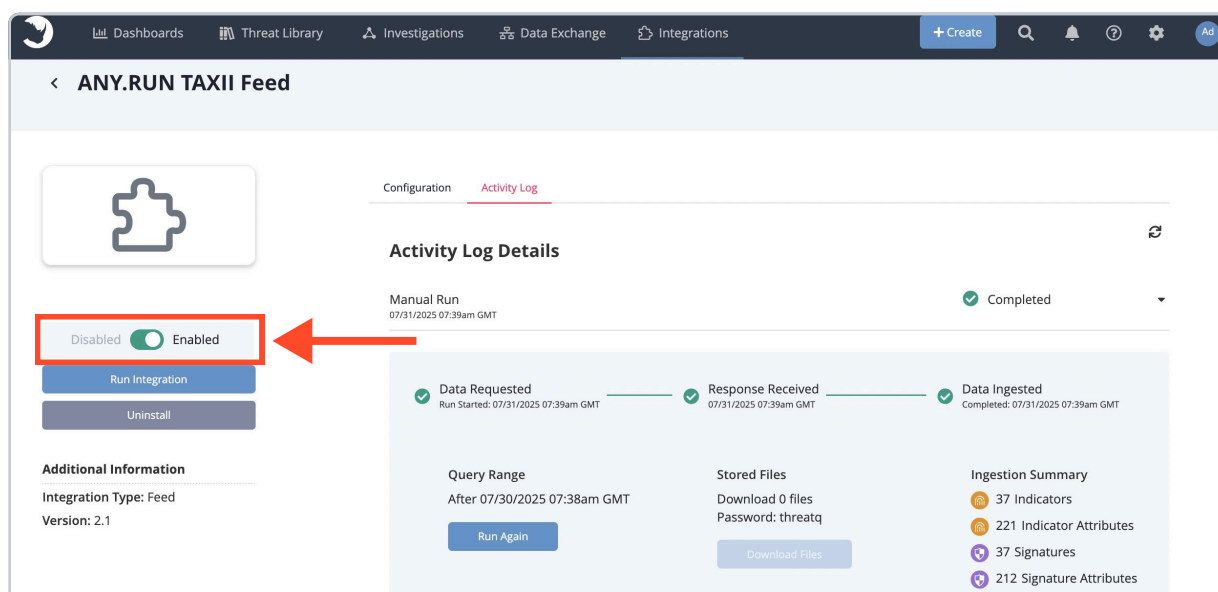 Dashboards Threat Library Investigations Data Exchange Integrations + Create Ad
ANY.RUN TAXII Feed
Configuration Activity Log
Activity Log Details
Manual Run Completed
07/31/2025 07:39am GMT
Disabled Enabled
Run Integration
Uninstall
Additional Information
Integration Type: Feed
Version: 2.1
Data Requested
Run Started: 07/31/2025 07:39am GMT
Response Received
07/31/2025 07:39am GMT
Data Ingested
Completed: 07/31/2025 07:39am GMT
Query Range
After 07/30/2025 07:38am GMT
Run Again
Stored Files
Download 0 files
Password: threatq
Download Files
Ingestion Summary
37 Indicators
221 Indicator Attributes
37 Signatures
212 Signature Attributes